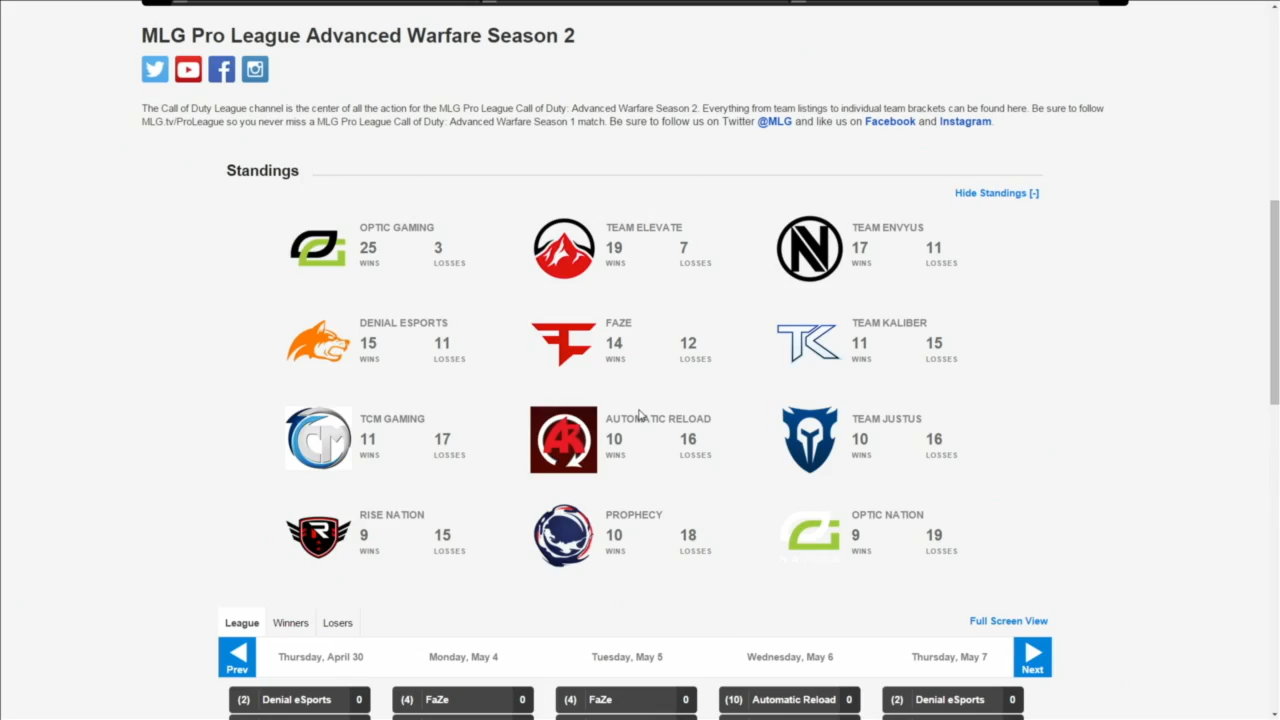 MLG Pro League Advanced Warfare Season 2
The Call of Duty League channel is the center of all the action for the MLG Pro League Call of Duty: Advanced Warfare Season 2. Everything from team listings to individual team brackets can be found here. Be sure to follow
MLG.tv/ProLeague so you never miss a MLG Pro League Call of Duty: Advanced Warfare Season 1 match. Be sure to follow us on Twitter @MLG and like us on Facebook and Instagram.
Standings
Hide Standings [-]
OPTIC GAMING
25 3
WINS LOSSES
TEAM ELEVATE
19 7
WINS LOSSES
TEAM ENVYUS
17 11
WINS LOSSES
DENIAL ESPORTS
15 11
WINS LOSSES
FAZE
14 12
WINS LOSSES
TEAM KALIBER
11 15
WINS LOSSES
TCM GAMING
11 17
WINS LOSSES
AUTOMATIC RELOAD
10 16
WINS LOSSES
TEAM JUSTUS
10 16
WINS LOSSES
RISE NATION
9 15
WINS LOSSES
PROPHECY
10 18
WINS LOSSES
OPTIC NATION
9 19
WINS LOSSES
League Winners Losers
Full Screen View
Prev Thursday, April 30 Monday, May 4 Tuesday, May 5 Wednesday, May 6 Thursday, May 7 Next
(2) Denial eSports 0 (4) FaZe 0 (4) FaZe 0 (10) Automatic Reload 0 (2) Denial eSports 0